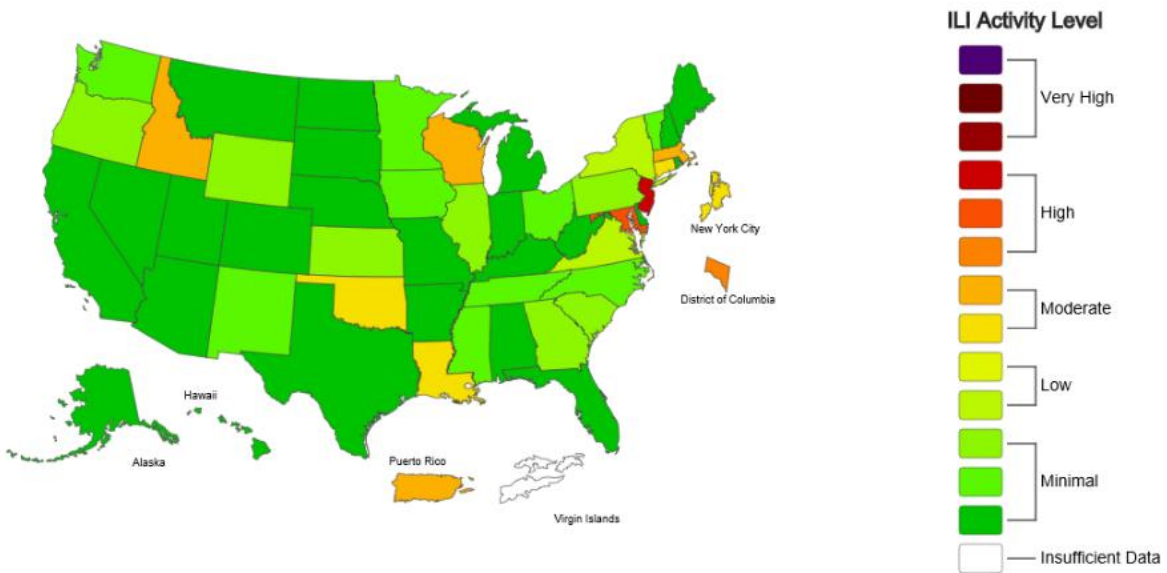 ILI Activity Level
Very High
High
Moderate
Low
Minimal
Insufficient Data
New York City
District of Columbia
Hawaii
Alaska
Puerto Rico
Virgin Islands